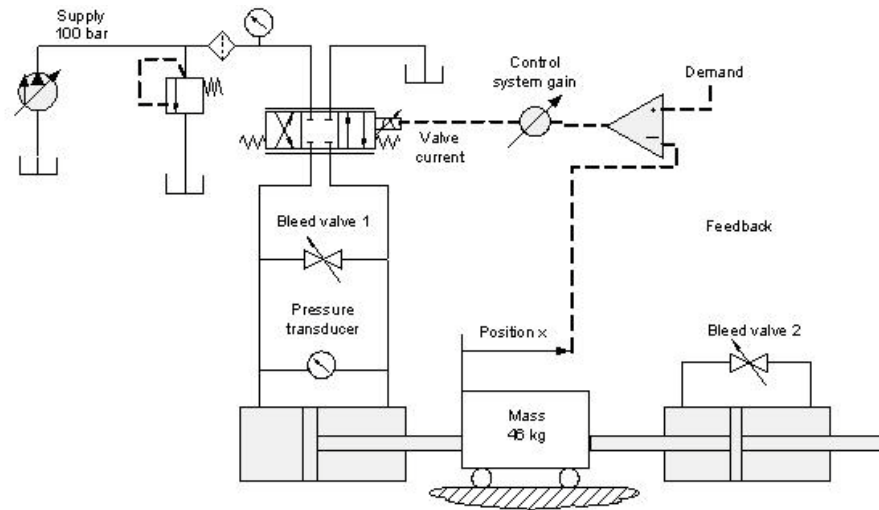 Supply
100 bar
Control
system gain
Demand
+
−
Valve
current
Bleed valve 1
Feedback
Pressure
transducer
Position x
Bleed valve 2
Mass
46 kg